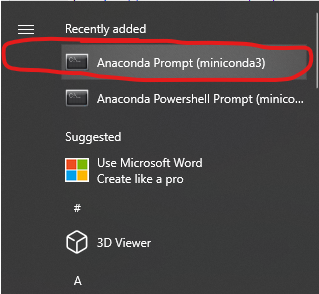 Recently added
Anaconda Prompt (miniconda3)
Anaconda Powershell Prompt (minico...
Suggested
Use Microsoft Word
Create like a pro
#
3D Viewer
A